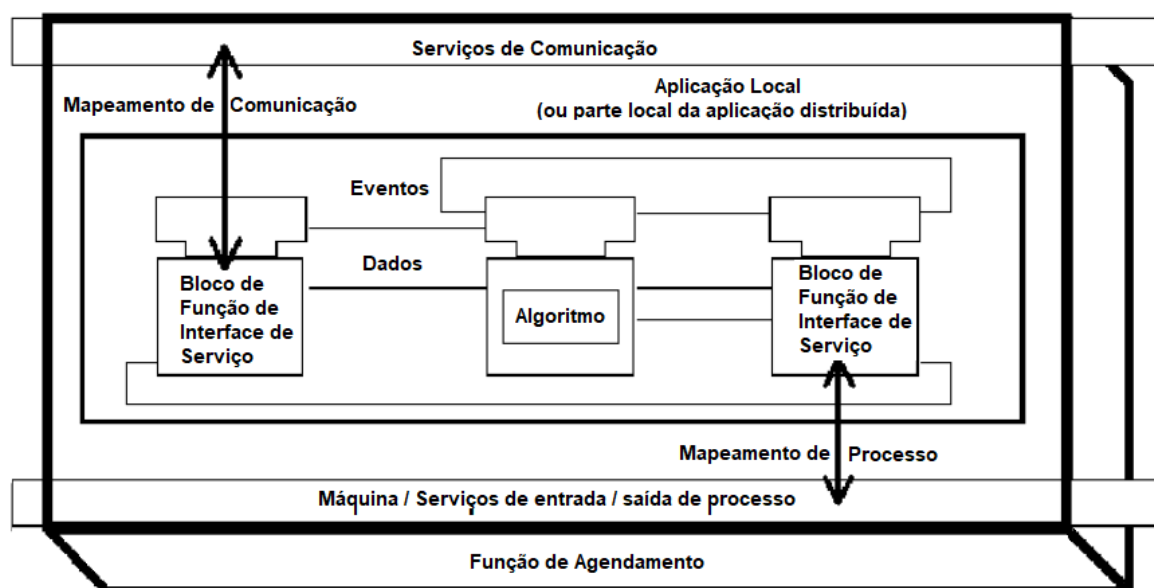 Serviços de Comunicação
Mapeamento de Comunicação
Aplicação Local
(ou parte local da aplicação distribuída)
Eventos
Dados
Bloco de
Função de
Interface de
Serviço
Algoritmo
Bloco de
Função de
Interface de
Serviço
Mapeamento de Processo
Máquina / Serviços de entrada / saída de processo
Função de Agendamento